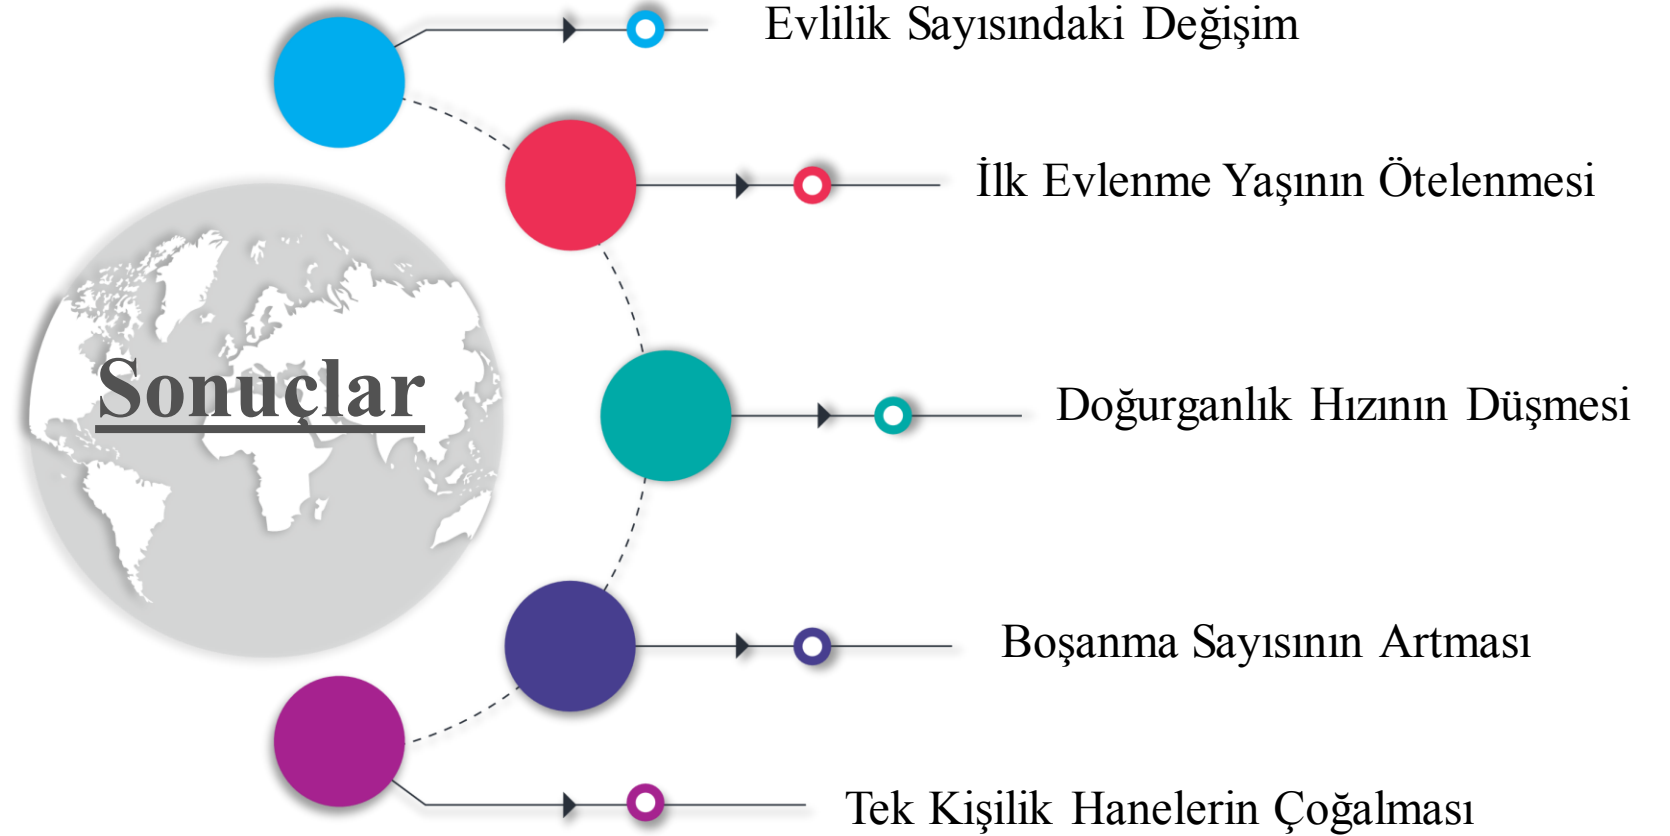 Evlilik Sayısındaki Değişim
İlk Evlenme Yaşının Ötelenmesi
Sonuçlar
Doğurganlık Hızının Düşmesi
Boşanma Sayısının Artması
Tek Kişilik Hanelerin Çoğalması